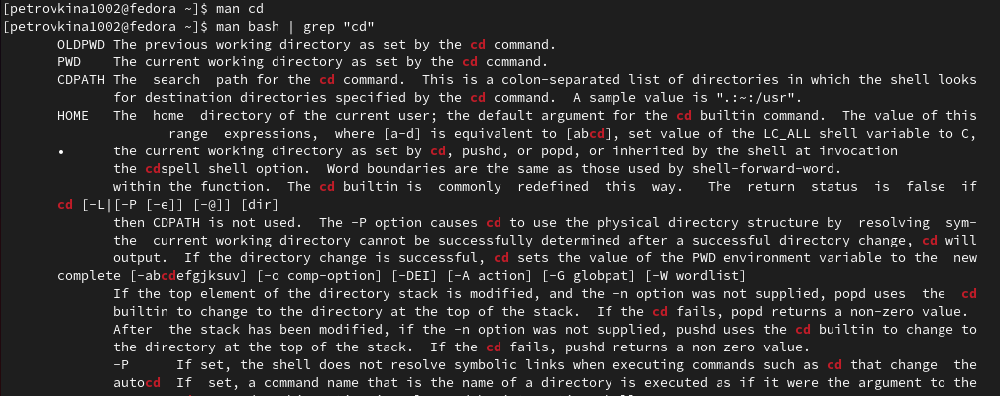 [petrovkina1002@fedora ~]$ man cd
[petrovkina1002@fedora ~]$ man bash | grep "cd"
OLDPWD The previous working directory as set by the cd command.
PWD    The current working directory as set by the cd command.
CDPATH The  search  path for the cd command.  This is a colon-separated list of directories in which the shell looks
for destination directories specified by the cd command.  A sample value is ".:~:/usr".
HOME   The  home  directory of the current user; the default argument for the cd builtin command.  The value of this
range  expressions,  where [a-d] is equivalent to [abcd], set value of the LC_ALL shell variable to C,
•      the current working directory as set by cd, pushd, or popd, or inherited by the shell at invocation
the cdspell shell option.  Word boundaries are the same as those used by shell-forward-word.
within the function.  The cd builtin is  commonly  redefined  this  way.   The  return  status  is  false  if
cd [-L|[-P [-e]] [-@]] [dir]
then CDPATH is not used.  The -P option causes cd to use the physical directory structure by  resolving  sym-
the  current working directory cannot be successfully determined after a successful directory change, cd will
output.  If the directory change is successful, cd sets the value of the PWD environment variable to the  new
complete [-abcdefgjksuv] [-o comp-option] [-DEI] [-A action] [-G globpat] [-W wordlist]
If the top element of the directory stack is modified, and the -n option was not supplied, popd uses  the  cd
builtin to change to the directory at the top of the stack.  If the cd fails, popd returns a non-zero value.
After  the stack has been modified, if the -n option was not supplied, pushd uses the cd builtin to change to
the directory at the top of the stack.  If the cd fails, pushd returns a non-zero value.
-P      If set, the shell does not resolve symbolic links when executing commands such as cd that change  the
autocd  If  set, a command name that is the name of a directory is executed as if it were the argument to the